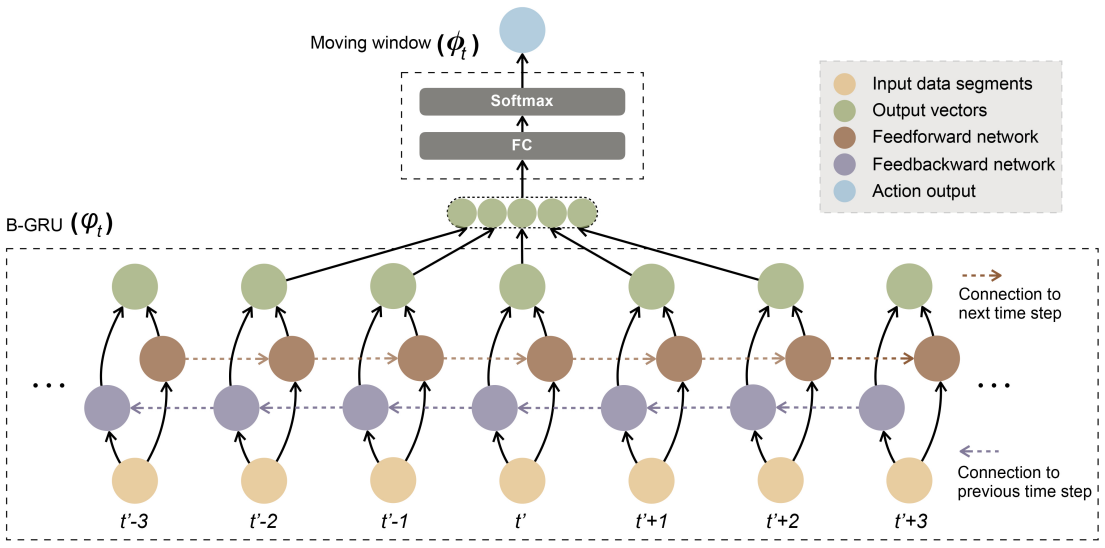 Moving window (ϕt)
Softmax
FC
Input data segments
Output vectors
Feedforward network
Feedbackward network
Action output
B-GRU (φt)
Connection to
next time step
...
...
Connection to
previous time step
t'-3
t'-2
t'-1
t'
t'+1
t'+2
t'+3